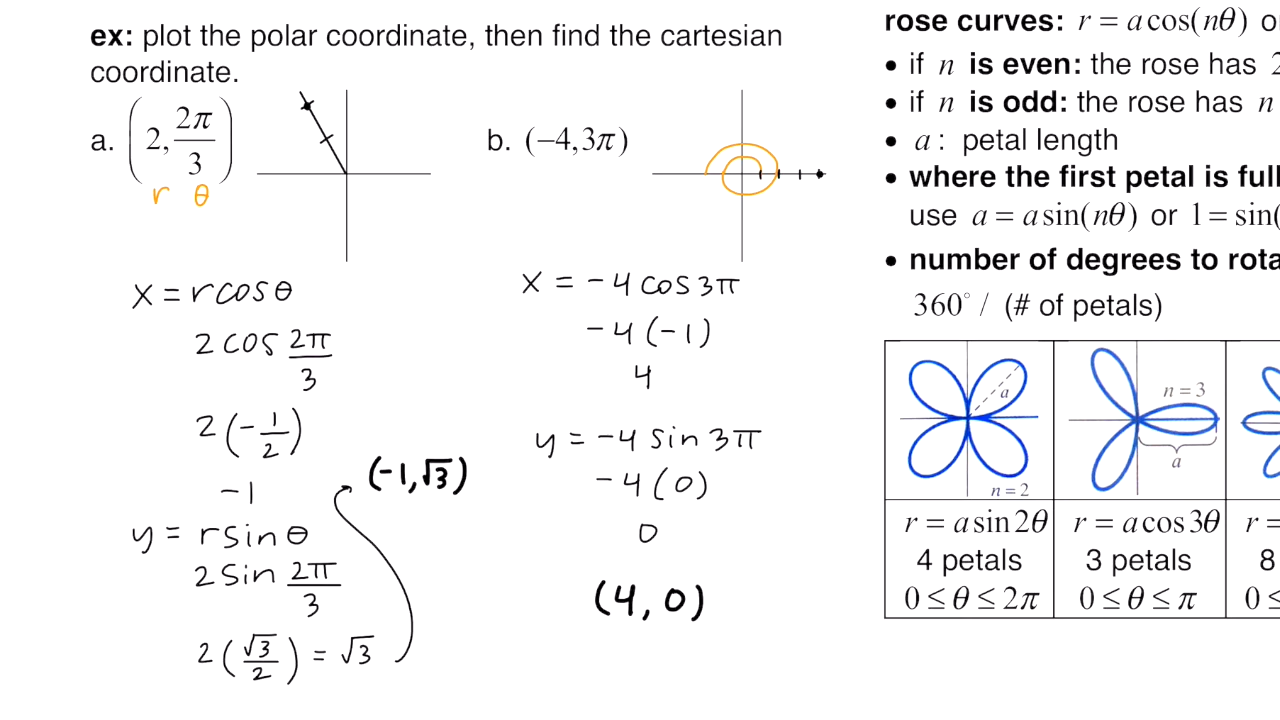 ex: plot the polar coordinate, then find the cartesian
coordinate.
a. (2, 2π/3)
r θ
x = r cos θ
2 cos 2π/3
2(-1/2)
-1
y = r sin θ
2 sin 2π/3
2(√3/2) = √3
(-1, √3)
b. (−4, 3π)
x = -4 cos 3π
-4(-1)
4
y = -4 sin 3π
-4(0)
0
(4, 0)
rose curves: r = a cos(nθ) o
• if n is even: the rose has 2
• if n is odd: the rose has n
• a: petal length
• where the first petal is full
use a = a sin(nθ) or 1 = sin(
• number of degrees to rota
360° / (# of petals)
a
n = 2
r = a sin 2θ
4 petals
0 ≤ θ ≤ 2π
n = 3
a
r = a cos 3θ
3 petals
0 ≤ θ ≤ π
r =
8
0 ≤